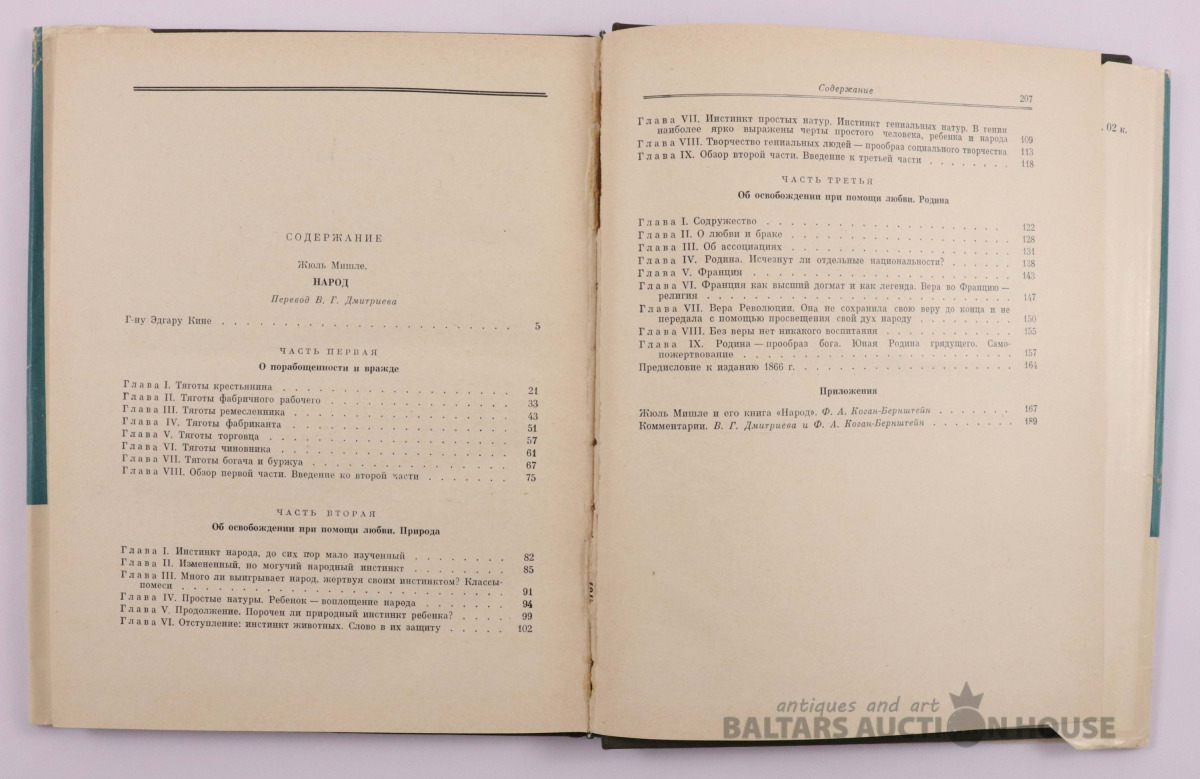 СОДЕРЖАНИЕ
Жюль Мишле.
НАРОД
Перевод В. Г. Дмитриева
Г-ну Эдгару Кине . . . . . . . . . . . . . . . . . . . . . . . 5
ЧАСТЬ ПЕРВАЯ
О порабощенности и вражде
Глава I. Тяготы крестьянина . . . . . . . . . . . . . . . . . 21
Глава II. Тяготы фабричного рабочего . . . . . . . . . . . . . 33
Глава III. Тяготы ремесленника . . . . . . . . . . . . . . . . 43
Глава IV. Тяготы фабриканта . . . . . . . . . . . . . . . . . 51
Глава V. Тяготы торговца . . . . . . . . . . . . . . . . . . 57
Глава VI. Тяготы чиновника . . . . . . . . . . . . . . . . . 61
Глава VII. Тяготы богача и буржуа . . . . . . . . . . . . . . 67
Глава VIII. Обзор первой части. Введение ко второй части . . . . . . . 75
ЧАСТЬ ВТОРАЯ
Об освобождении при помощи любви. Природа
Глава I. Инстинкт народа, до сих пор мало изученный . . . . . . . . 82
Глава II. Измененный, но могучий народный инстинкт . . . . . . . . 85
Глава III. Много ли выигрывает народ, жертвуя своим инстинктом? Классы-
помеси . . . . . . . . . . . . . . . . . . . . . . . 91
Глава IV. Простые натуры. Ребенок — воплощение народа . . . . . . . 94
Глава V. Продолжение. Порочен ли природный инстинкт ребенка? . . . . 99
Глава VI. Отступление: инстинкт животных. Слово в их защиту . . . . . 102
Содержание 207
Глава VII. Инстинкт простых натур. Инстинкт гениальных натур. В гении
наиболее ярко выражены черты простого человека, ребенка и народа 109
Глава VIII. Творчество гениальных людей — прообраз социального творчества 113
Глава IX. Обзор второй части. Введение к третьей части . . . . . . . . 118
ЧАСТЬ ТРЕТЬЯ
Об освобождении при помощи любви. Родина
Глава I. Содружество . . . . . . . . . . . . . . . . . . . . 122
Глава II. О любви и браке . . . . . . . . . . . . . . . . . . 128
Глава III. Об ассоциациях . . . . . . . . . . . . . . . . . . 131
Глава IV. Родина. Исчезнут ли отдельные национальности? . . . . . . 138
Глава V. Франция . . . . . . . . . . . . . . . . . . . . . 143
Глава VI. Франция как высший догмат и как легенда. Вера во Францию —
религия . . . . . . . . . . . . . . . . . . . . . . . 147
Глава VII. Вера Революции. Она не сохранила свою веру до конца и не
передала с помощью просвещения свой дух народу . . . . . . . . 150
Глава VIII. Без веры нет никакого воспитания . . . . . . . . . . . 155
Глава IX. Родина — прообраз бога. Юная Родина грядущего. Само-
пожертвование . . . . . . . . . . . . . . . . . . . . . 157
Предисловие к изданию 1866 г. . . . . . . . . . . . . . . . . . 164
Приложения
Жюль Мишле и его книга «Народ». Ф. А. Коган-Бернштейн . . . . . . . 167
Комментарии. В. Г. Дмитриева и Ф. А. Коган-Бернштейн . . . . . . . . 189
. 02 к.
antiques and art
BALTARS AUCTION HOUSE